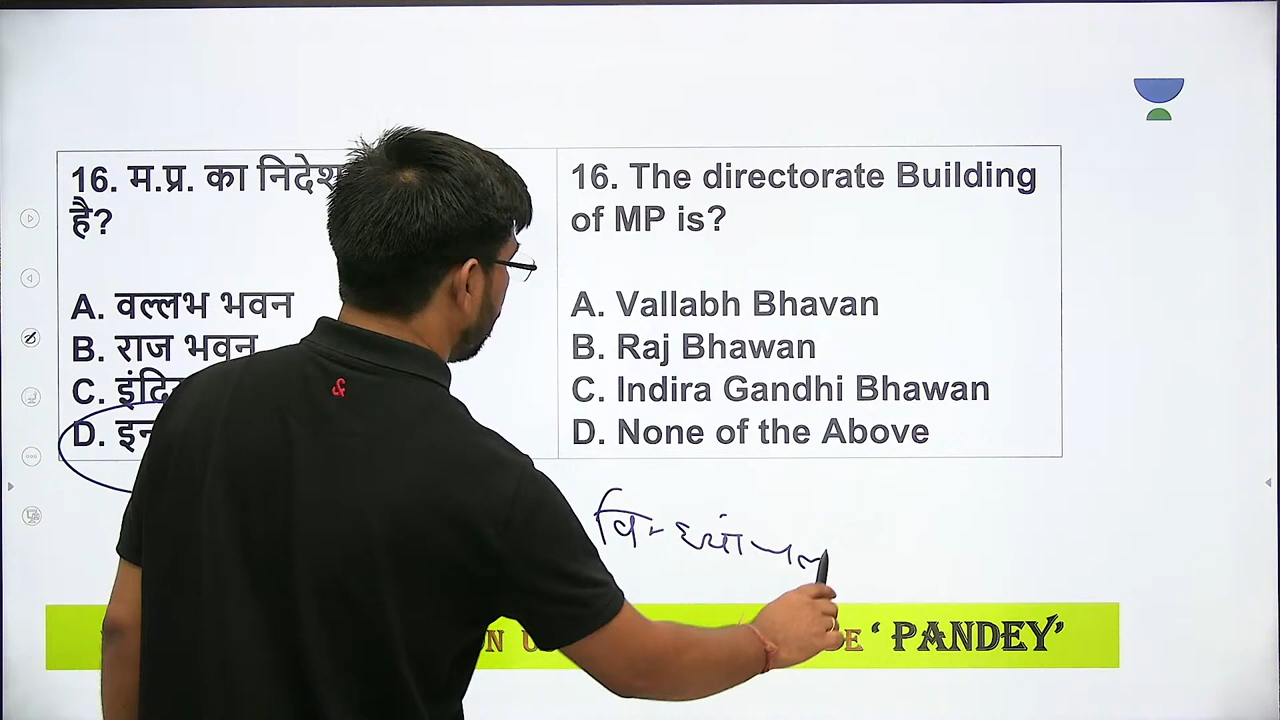 16. म.प्र. का
है?
A. वल्लभ भवन
B. राज भवन
C.
D.
16. The directorate Building
of MP is?
A. Vallabh Bhavan
B. Raj Bhawan
C. Indira Gandhi Bhawan
D. None of the Above
‘ PANDEY’